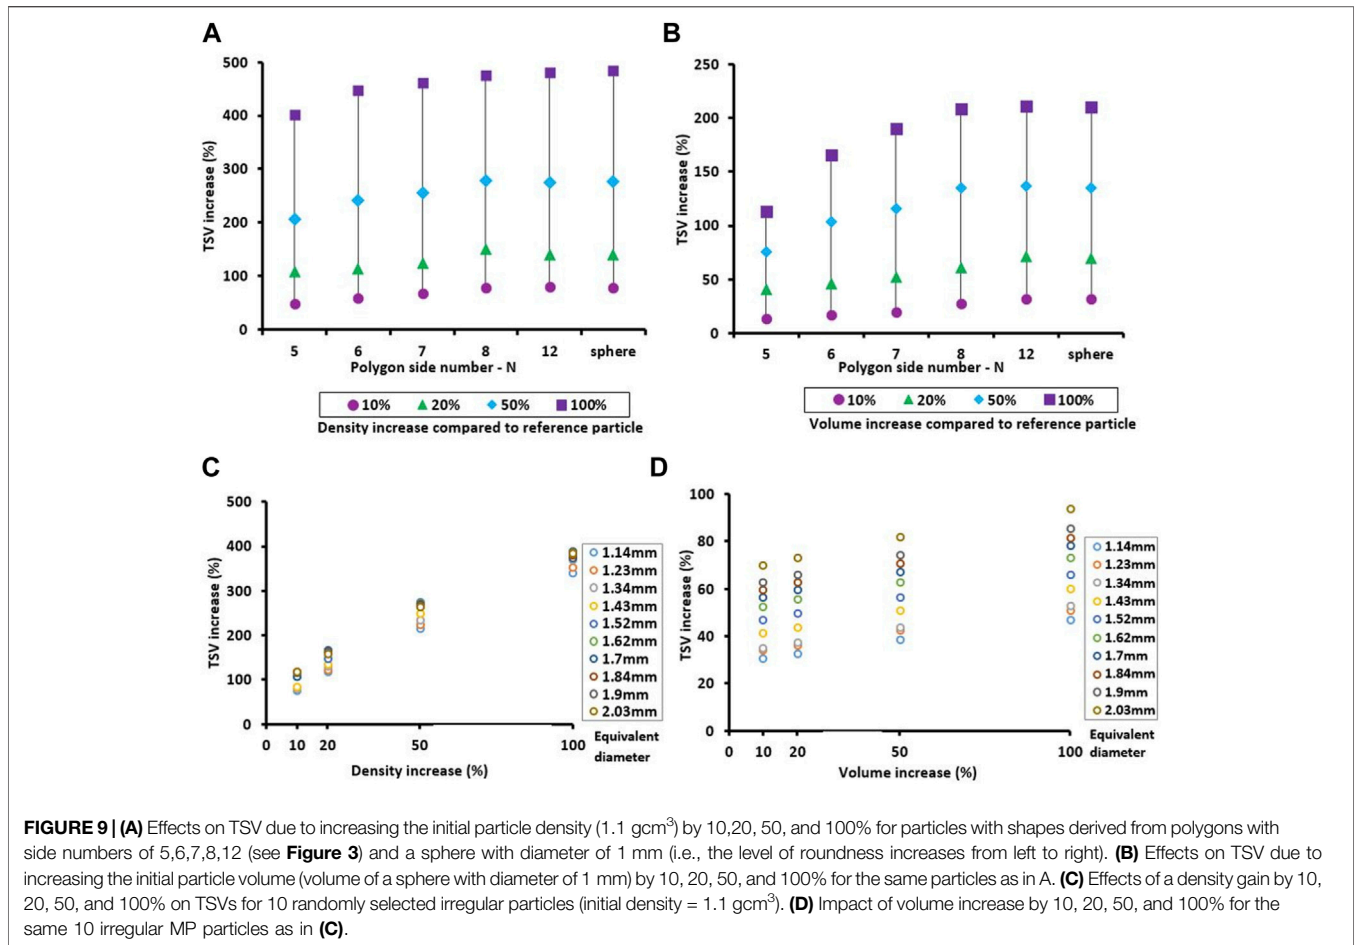 A
TSV increase (%)
500
400
300
200
100
0
5 6 7 8 12 sphere
Polygon side number - N
10% 20% 50% 100%
Density increase compared to reference particle
B
TSV increase (%)
250
200
150
100
50
0
5 6 7 8 12 sphere
Polygon side number - N
10% 20% 50% 100%
Volume increase compared to reference particle
C
TSV increase (%)
500
400
300
200
100
0
0 10 20 50 100
Density increase (%)
1.14mm
1.23mm
1.34mm
1.43mm
1.52mm
1.62mm
1.7mm
1.84mm
1.9mm
2.03mm
Equivalent
diameter
D
TSV increase (%)
100
80
60
40
20
0
0 10 20 50 100
Volume increase (%)
1.14mm
1.23mm
1.34mm
1.43mm
1.52mm
1.62mm
1.7mm
1.84mm
1.9mm
2.03mm
Equivalent
diameter
FIGURE 9 | (A) Effects on TSV due to increasing the initial particle density (1.1 gcm³) by 10,20, 50, and 100% for particles with shapes derived from polygons with
side numbers of 5,6,7,8,12 (see Figure 3) and a sphere with diameter of 1 mm (i.e., the level of roundness increases from left to right). (B) Effects on TSV due to
increasing the initial particle volume (volume of a sphere with diameter of 1 mm) by 10, 20, 50, and 100% for the same particles as in A. (C) Effects of a density gain by 10,
20, 50, and 100% on TSVs for 10 randomly selected irregular particles (initial density = 1.1 gcm³). (D) Impact of volume increase by 10, 20, 50, and 100% for the
same 10 irregular MP particles as in (C).